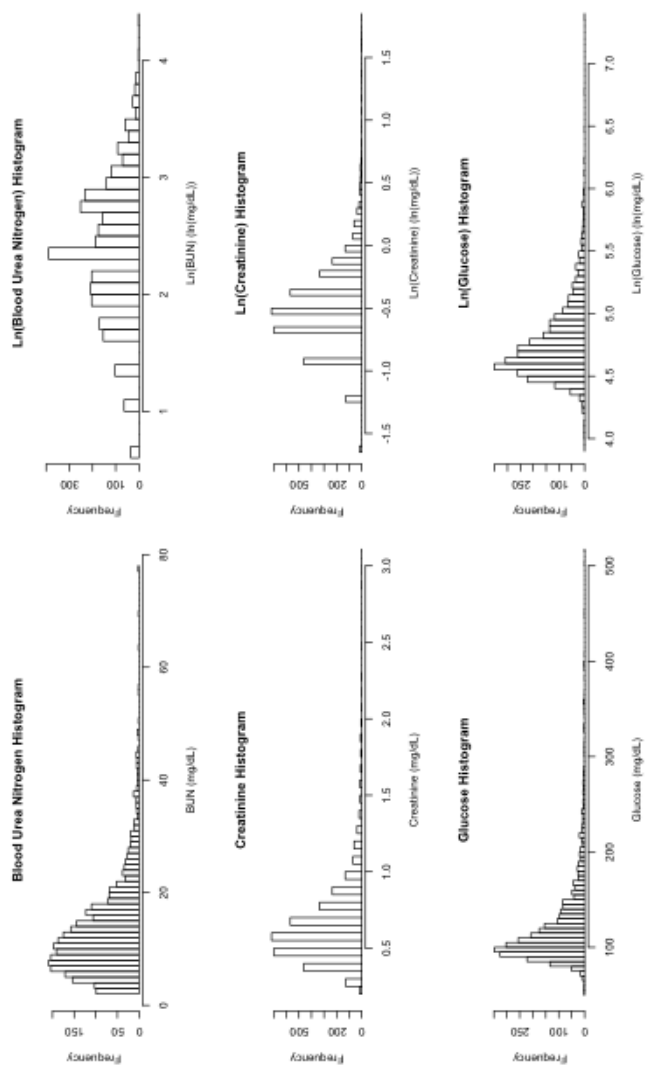 Blood Urea Nitrogen Histogram
Frequency
150
50
0
0 20 40 60 80
BUN (mg/dL)
Ln(Blood Urea Nitrogen) Histogram
Frequency
300
100
0
1 2 3 4
Ln(BUN) (ln(mg/dL))
Creatinine Histogram
Frequency
500
200
0
0.5 1.0 1.5 2.0 2.5 3.0
Creatinine (mg/dL)
Ln(Creatinine) Histogram
Frequency
500
200
0
-1.5 -1.0 -0.5 0.0 0.5 1.0 1.5
Ln(Creatinine) (ln(mg/dL))
Glucose Histogram
Frequency
250
100
0
100 200 300 400 500
Glucose (mg/dL)
Ln(Glucose) Histogram
Frequency
250
100
0
4.0 4.5 5.0 5.5 6.0 6.5 7.0
Ln(Glucose) (ln(mg/dL))